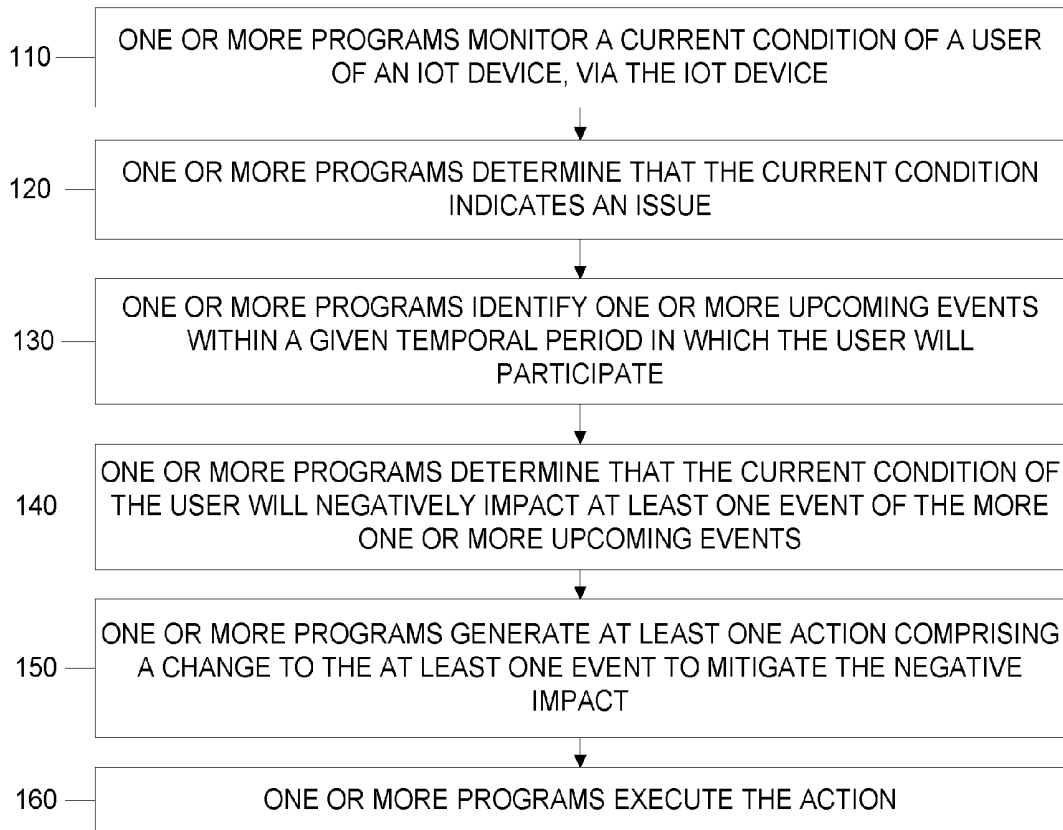 110
ONE OR MORE PROGRAMS MONITOR A CURRENT CONDITION OF A USER
OF AN IOT DEVICE, VIA THE IOT DEVICE
120
ONE OR MORE PROGRAMS DETERMINE THAT THE CURRENT CONDITION
INDICATES AN ISSUE
130
ONE OR MORE PROGRAMS IDENTIFY ONE OR MORE UPCOMING EVENTS
WITHIN A GIVEN TEMPORAL PERIOD IN WHICH THE USER WILL
PARTICIPATE
140
ONE OR MORE PROGRAMS DETERMINE THAT THE CURRENT CONDITION OF
THE USER WILL NEGATIVELY IMPACT AT LEAST ONE EVENT OF THE MORE
ONE OR MORE UPCOMING EVENTS
150
ONE OR MORE PROGRAMS GENERATE AT LEAST ONE ACTION COMPRISING
A CHANGE TO THE AT LEAST ONE EVENT TO MITIGATE THE NEGATIVE
IMPACT
160
ONE OR MORE PROGRAMS EXECUTE THE ACTION